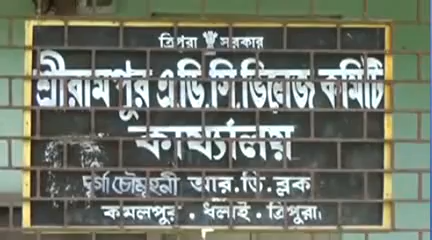 ত্রিপুরা সরকার
শ্রীরামপুর এ.ডি.সি.ভিলেজ কমিটি
কার্য্যালয়
দূর্গা চৌমুহনী আর.ডি.ব্লক
কমলপুর . ধলাই . ত্রিপুরা